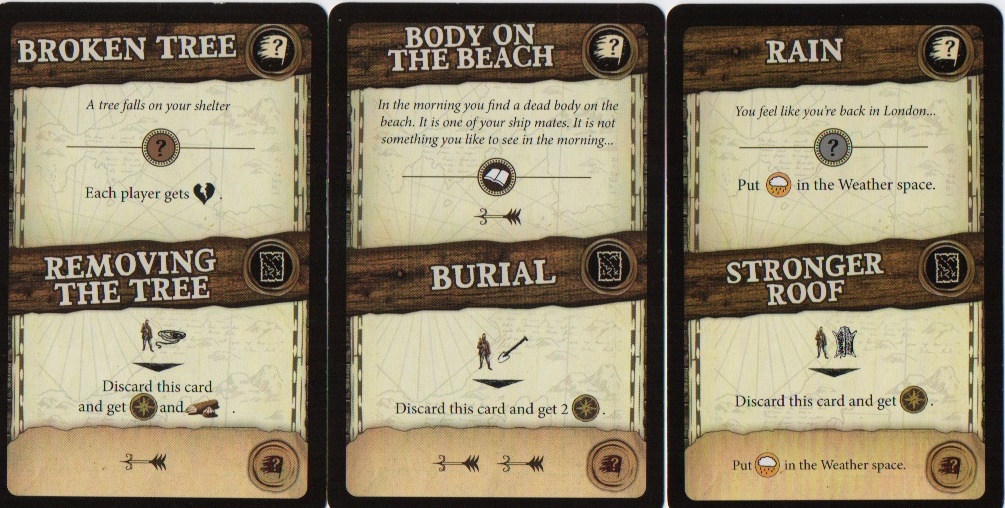 BROKEN TREE
?
A tree falls on your shelter
?
Each player gets .
REMOVING
THE TREE
Discard this card
and get and .
?
BODY ON
THE BEACH
?
In the morning you find a dead body on the
beach. It is one of your ship mates. It is not
something you like to see in the morning...
BURIAL
Discard this card and get 2 .
?
RAIN
?
You feel like you're back in London...
?
Put in the Weather space.
STRONGER
ROOF
Discard this card and get .
Put in the Weather space.
?